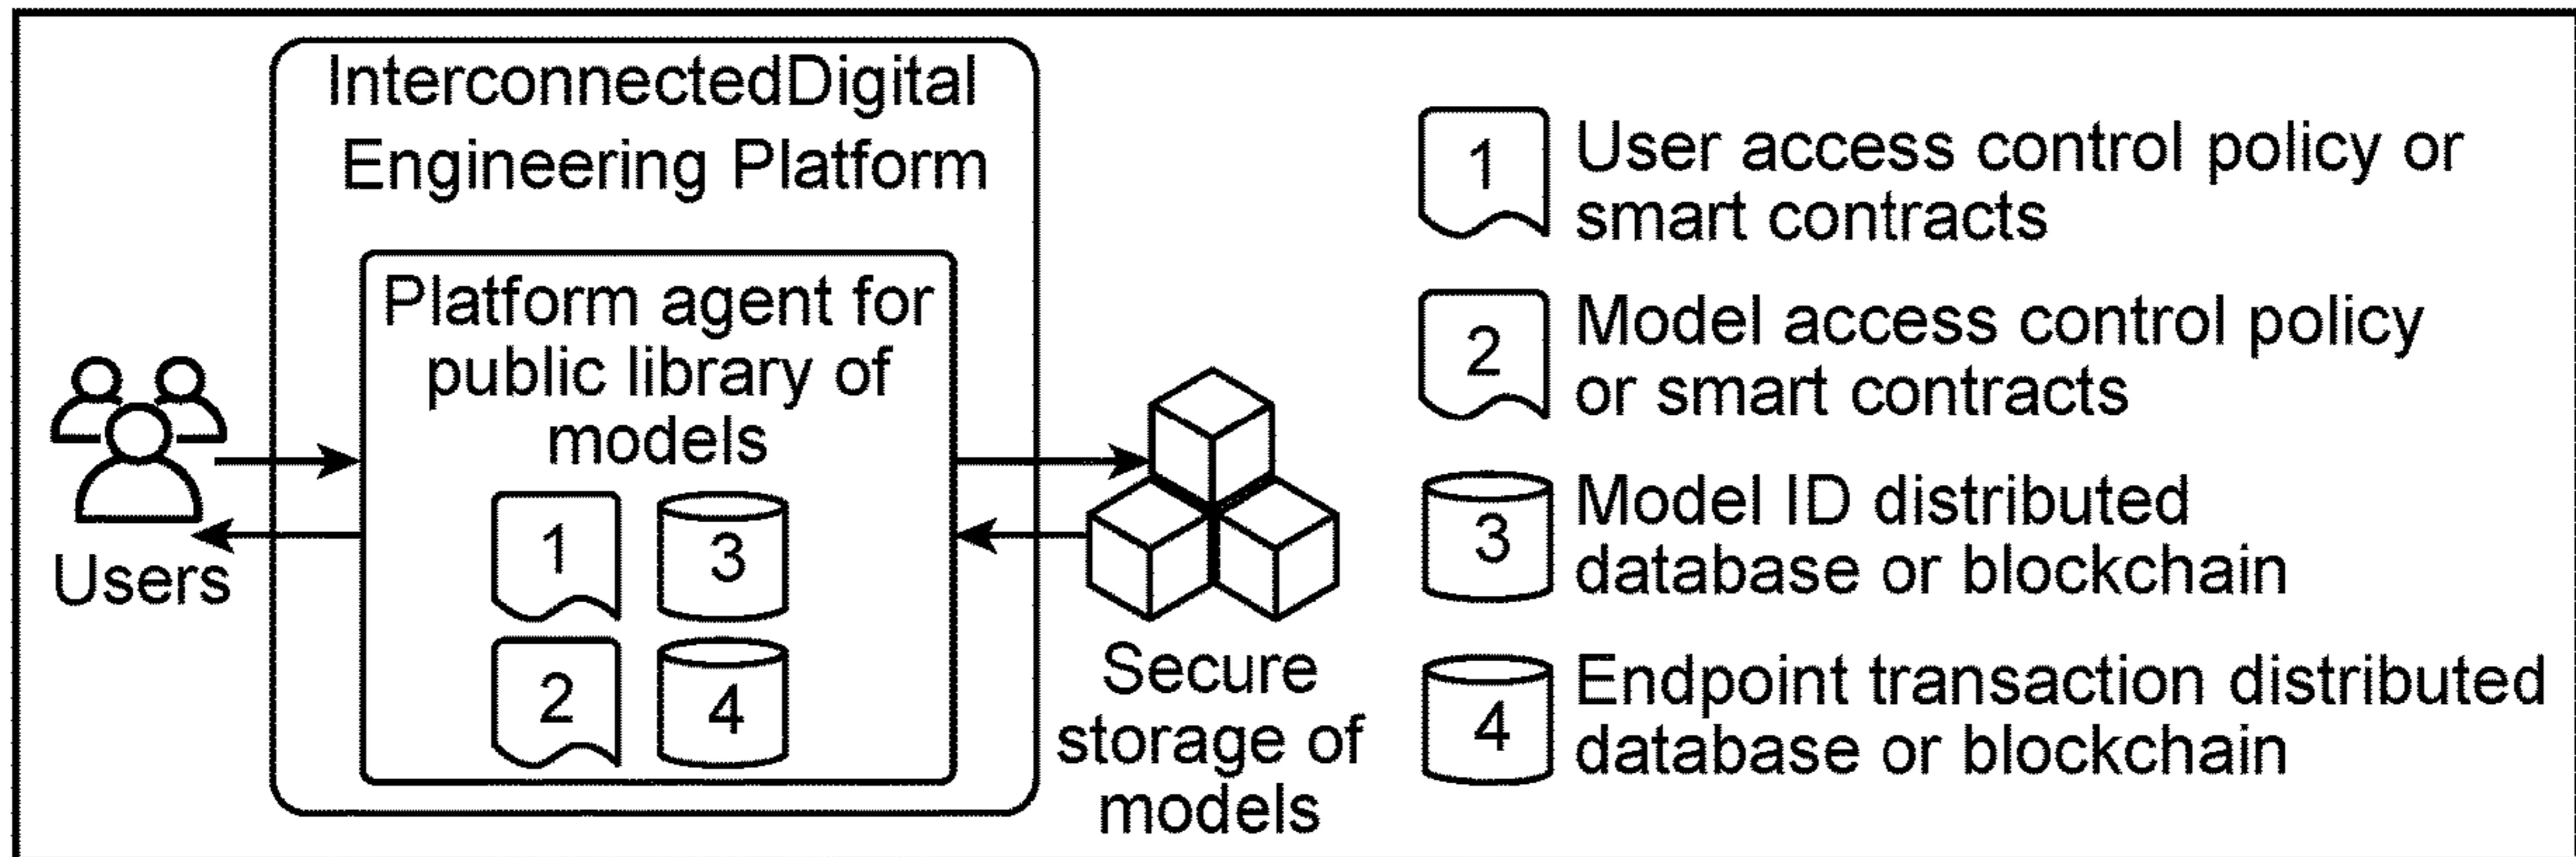 InterconnectedDigital
Engineering Platform
Platform agent for
public library of
models
1
3
2
4
Users
Secure
storage of
models
1
User access control policy or
smart contracts
2
Model access control policy
or smart contracts
3
Model ID distributed
database or blockchain
4
Endpoint transaction distributed
database or blockchain